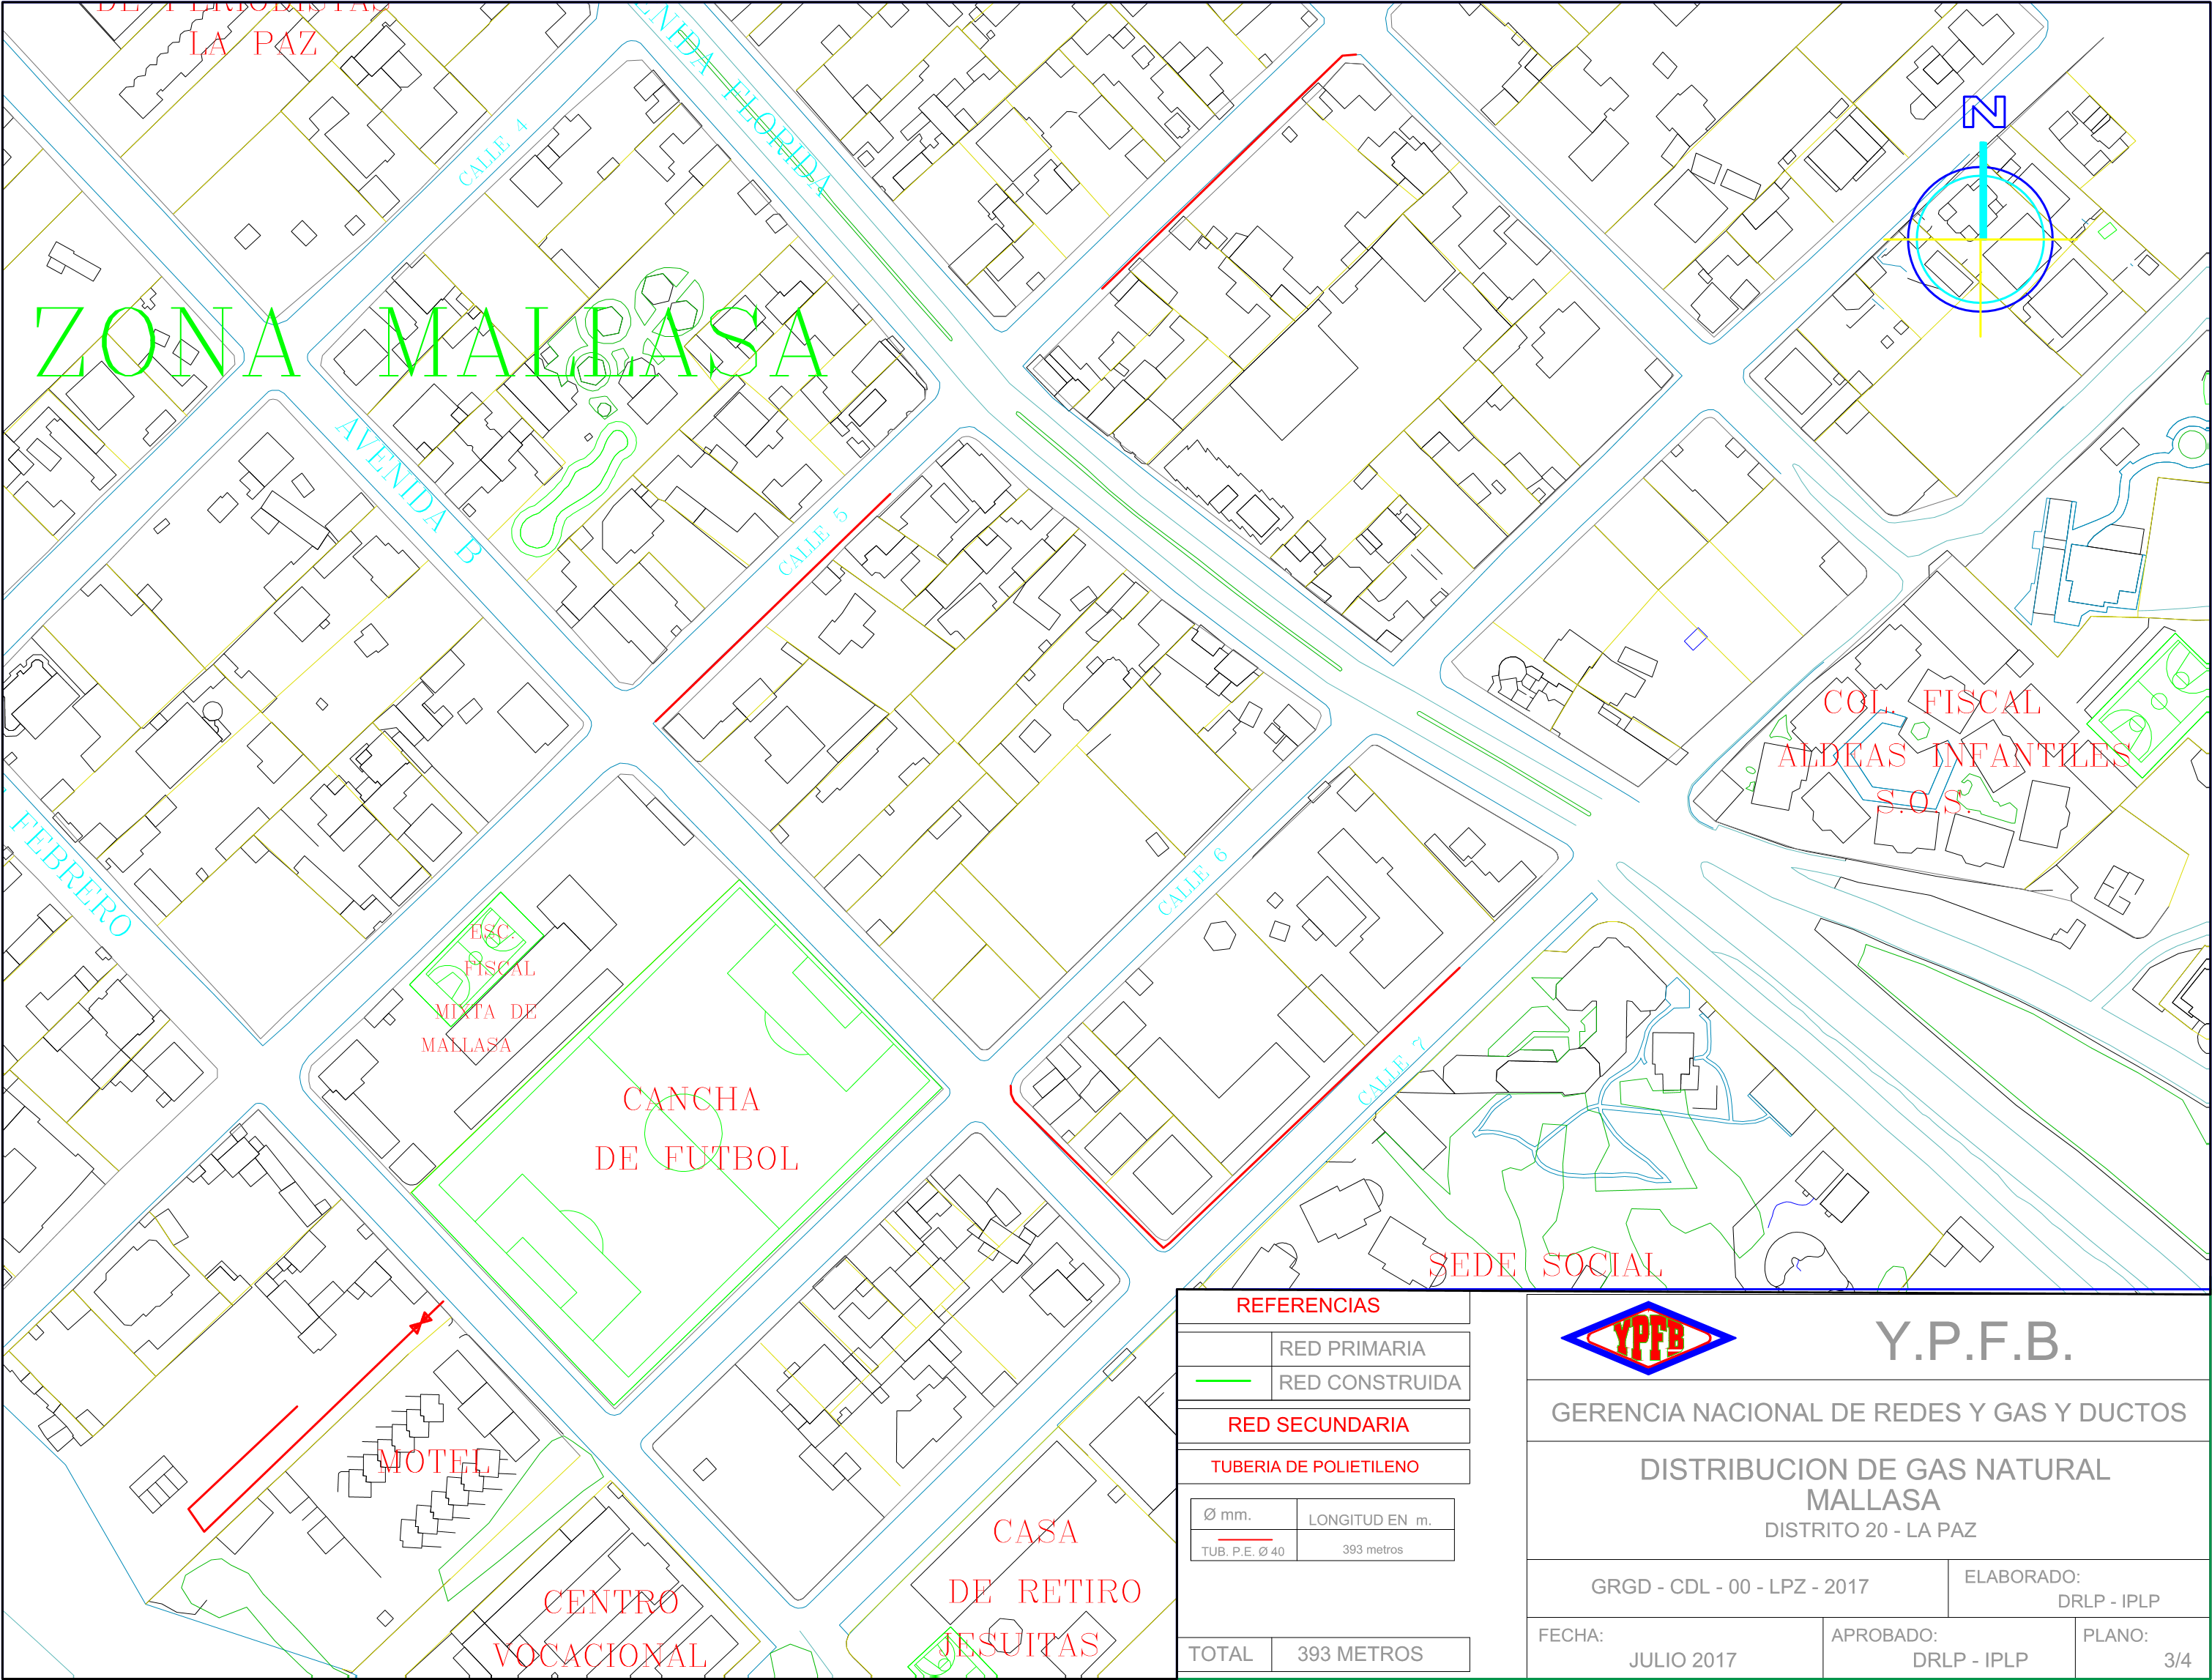 DE PERIODISTAS
LA PAZ
CALLE 4
FLORIDA
N
ZONA MALLASA
AVENIDA B
CALLE 5
COL. FISCAL
ALDEAS INFANTILES
S.O.S.
FEBRERO
CALLE 6
ESC.
FISCAL
MIXTA DE
MALLASA
CANCHA
DE FUTBOL
CALLE 7
SEDE SOCIAL
MOTEL
CENTRO
VOCACIONAL
CASA
DE RETIRO
JESUITAS
REFERENCIAS
RED PRIMARIA
RED CONSTRUIDA
RED SECUNDARIA
TUBERIA DE POLIETILENO
Ø mm. LONGITUD EN m.
TUB. P.E. Ø 40 393 metros
TOTAL 393 METROS
YPFB
Y.P.F.B.
GERENCIA NACIONAL DE REDES Y GAS Y DUCTOS
DISTRIBUCION DE GAS NATURAL
MALLASA
DISTRITO 20 - LA PAZ
GRGD - CDL - 00 - LPZ - 2017
ELABORADO:
DRLP - IPLP
FECHA:
JULIO 2017
APROBADO:
DRLP - IPLP
PLANO:
3/4